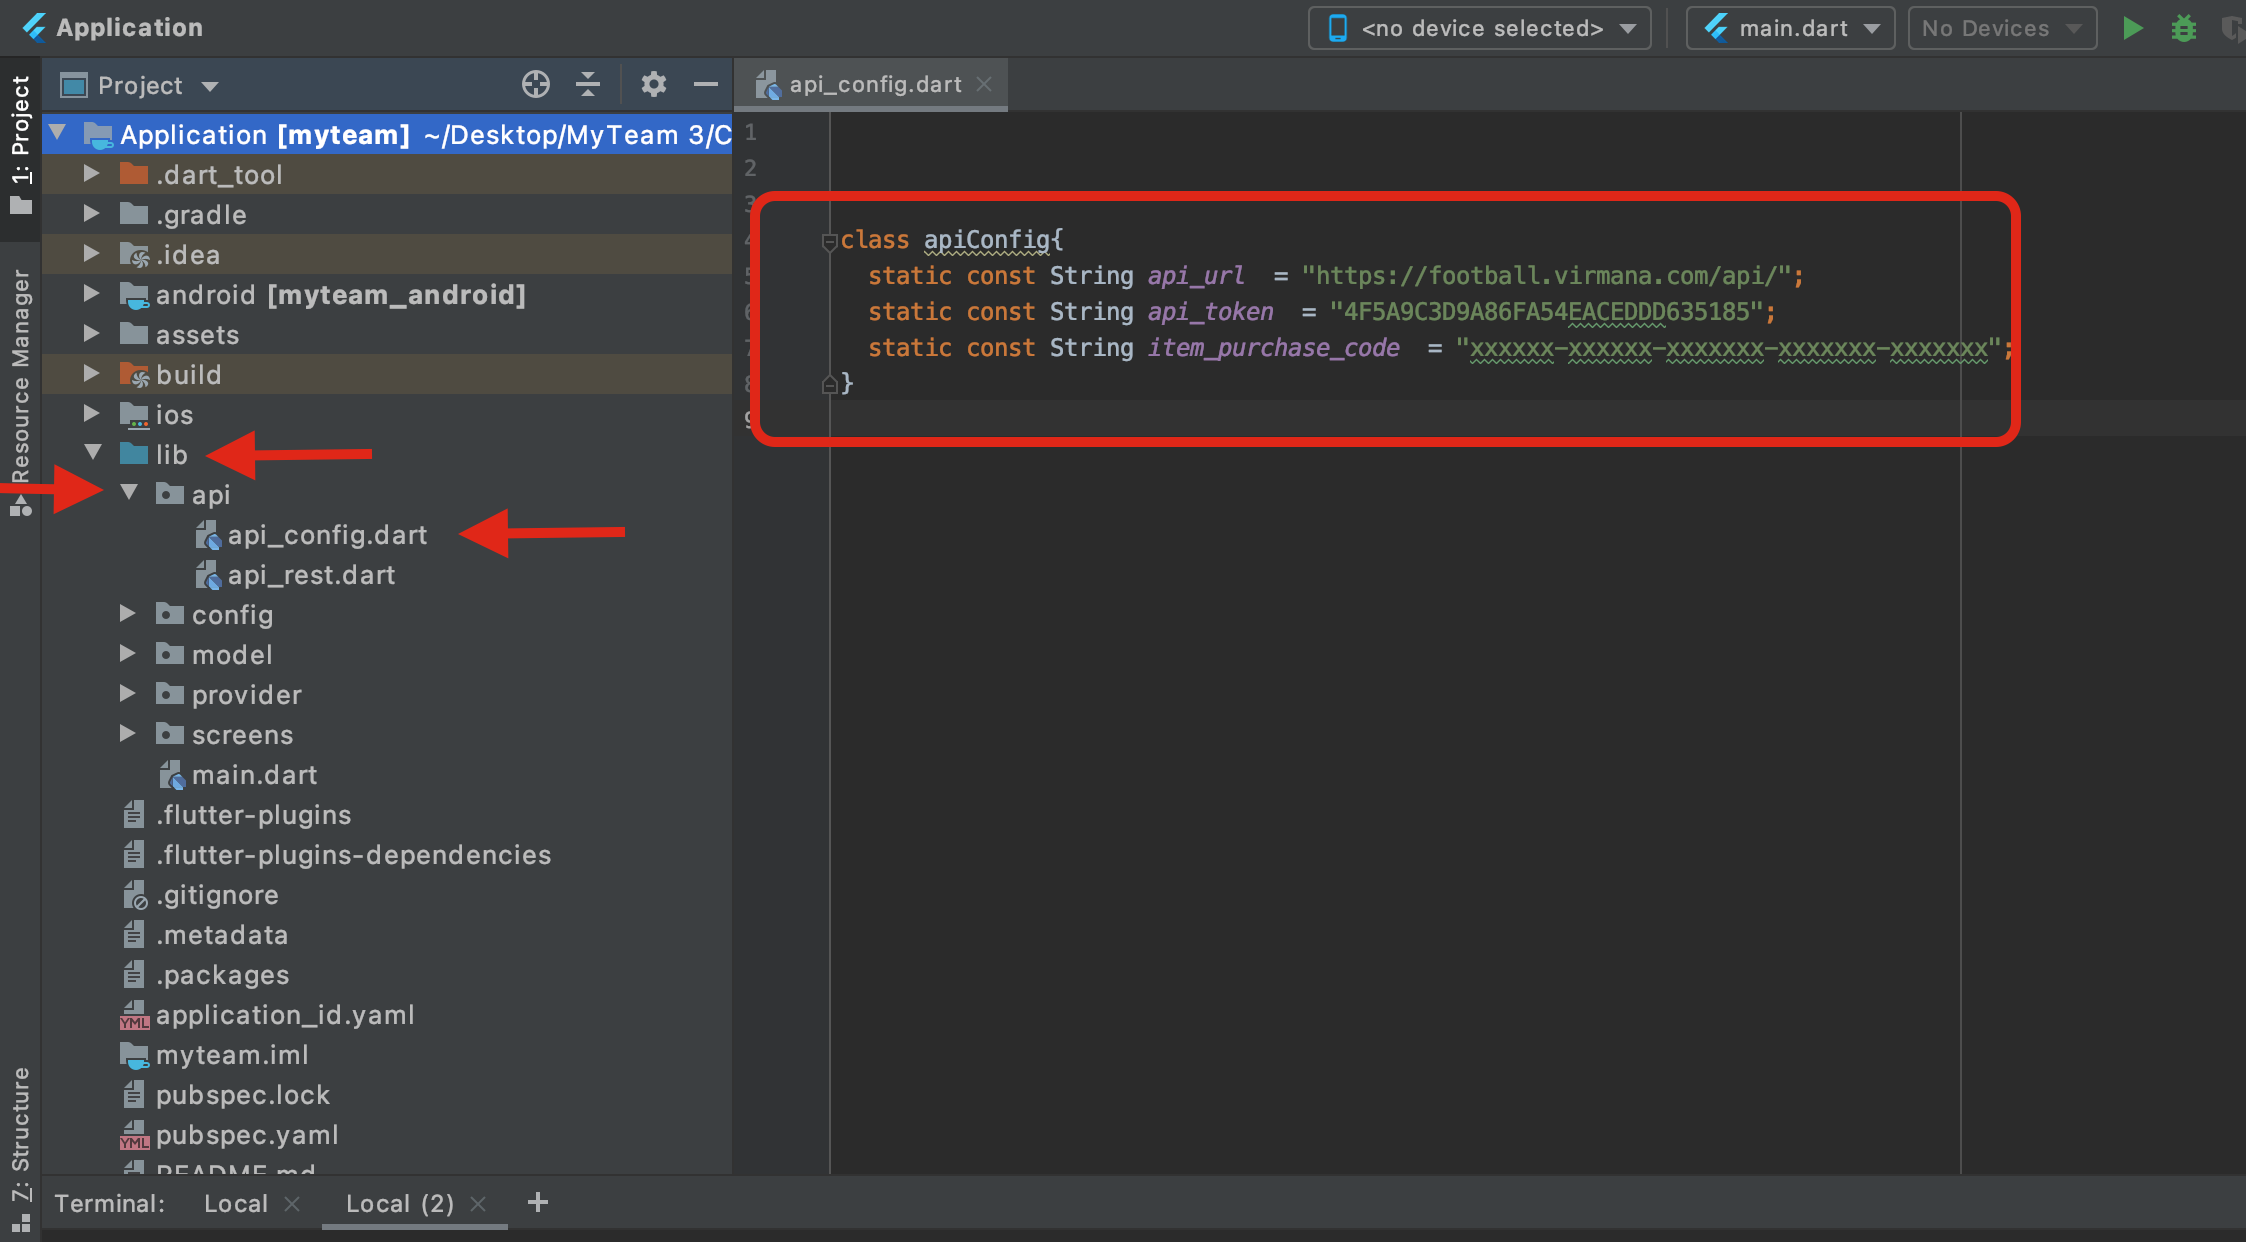 Application
<no device selected>
main.dart
No Devices
1: Project
Resource Manager
Z: Structure
Project
Application [myteam] ~/Desktop/MyTeam 3/C
.dart_tool
.gradle
.idea
android [myteam_android]
assets
build
ios
lib
api
api_config.dart
api_rest.dart
config
model
provider
screens
main.dart
.flutter-plugins
.flutter-plugins-dependencies
.gitignore
.metadata
.packages
application_id.yaml
myteam.iml
pubspec.lock
pubspec.yaml
README.md
api_config.dart
1
2
3
4 class apiConfig{
5 static const String api_url = "https://football.virmana.com/api/";
6 static const String api_token = "4F5A9C3D9A86FA54EACEDDD635185";
7 static const String item_purchase_code = "xxxxxx-xxxxxx-xxxxxxx-xxxxxxx-xxxxxxx";
8 }
9
Terminal: Local Local (2) +